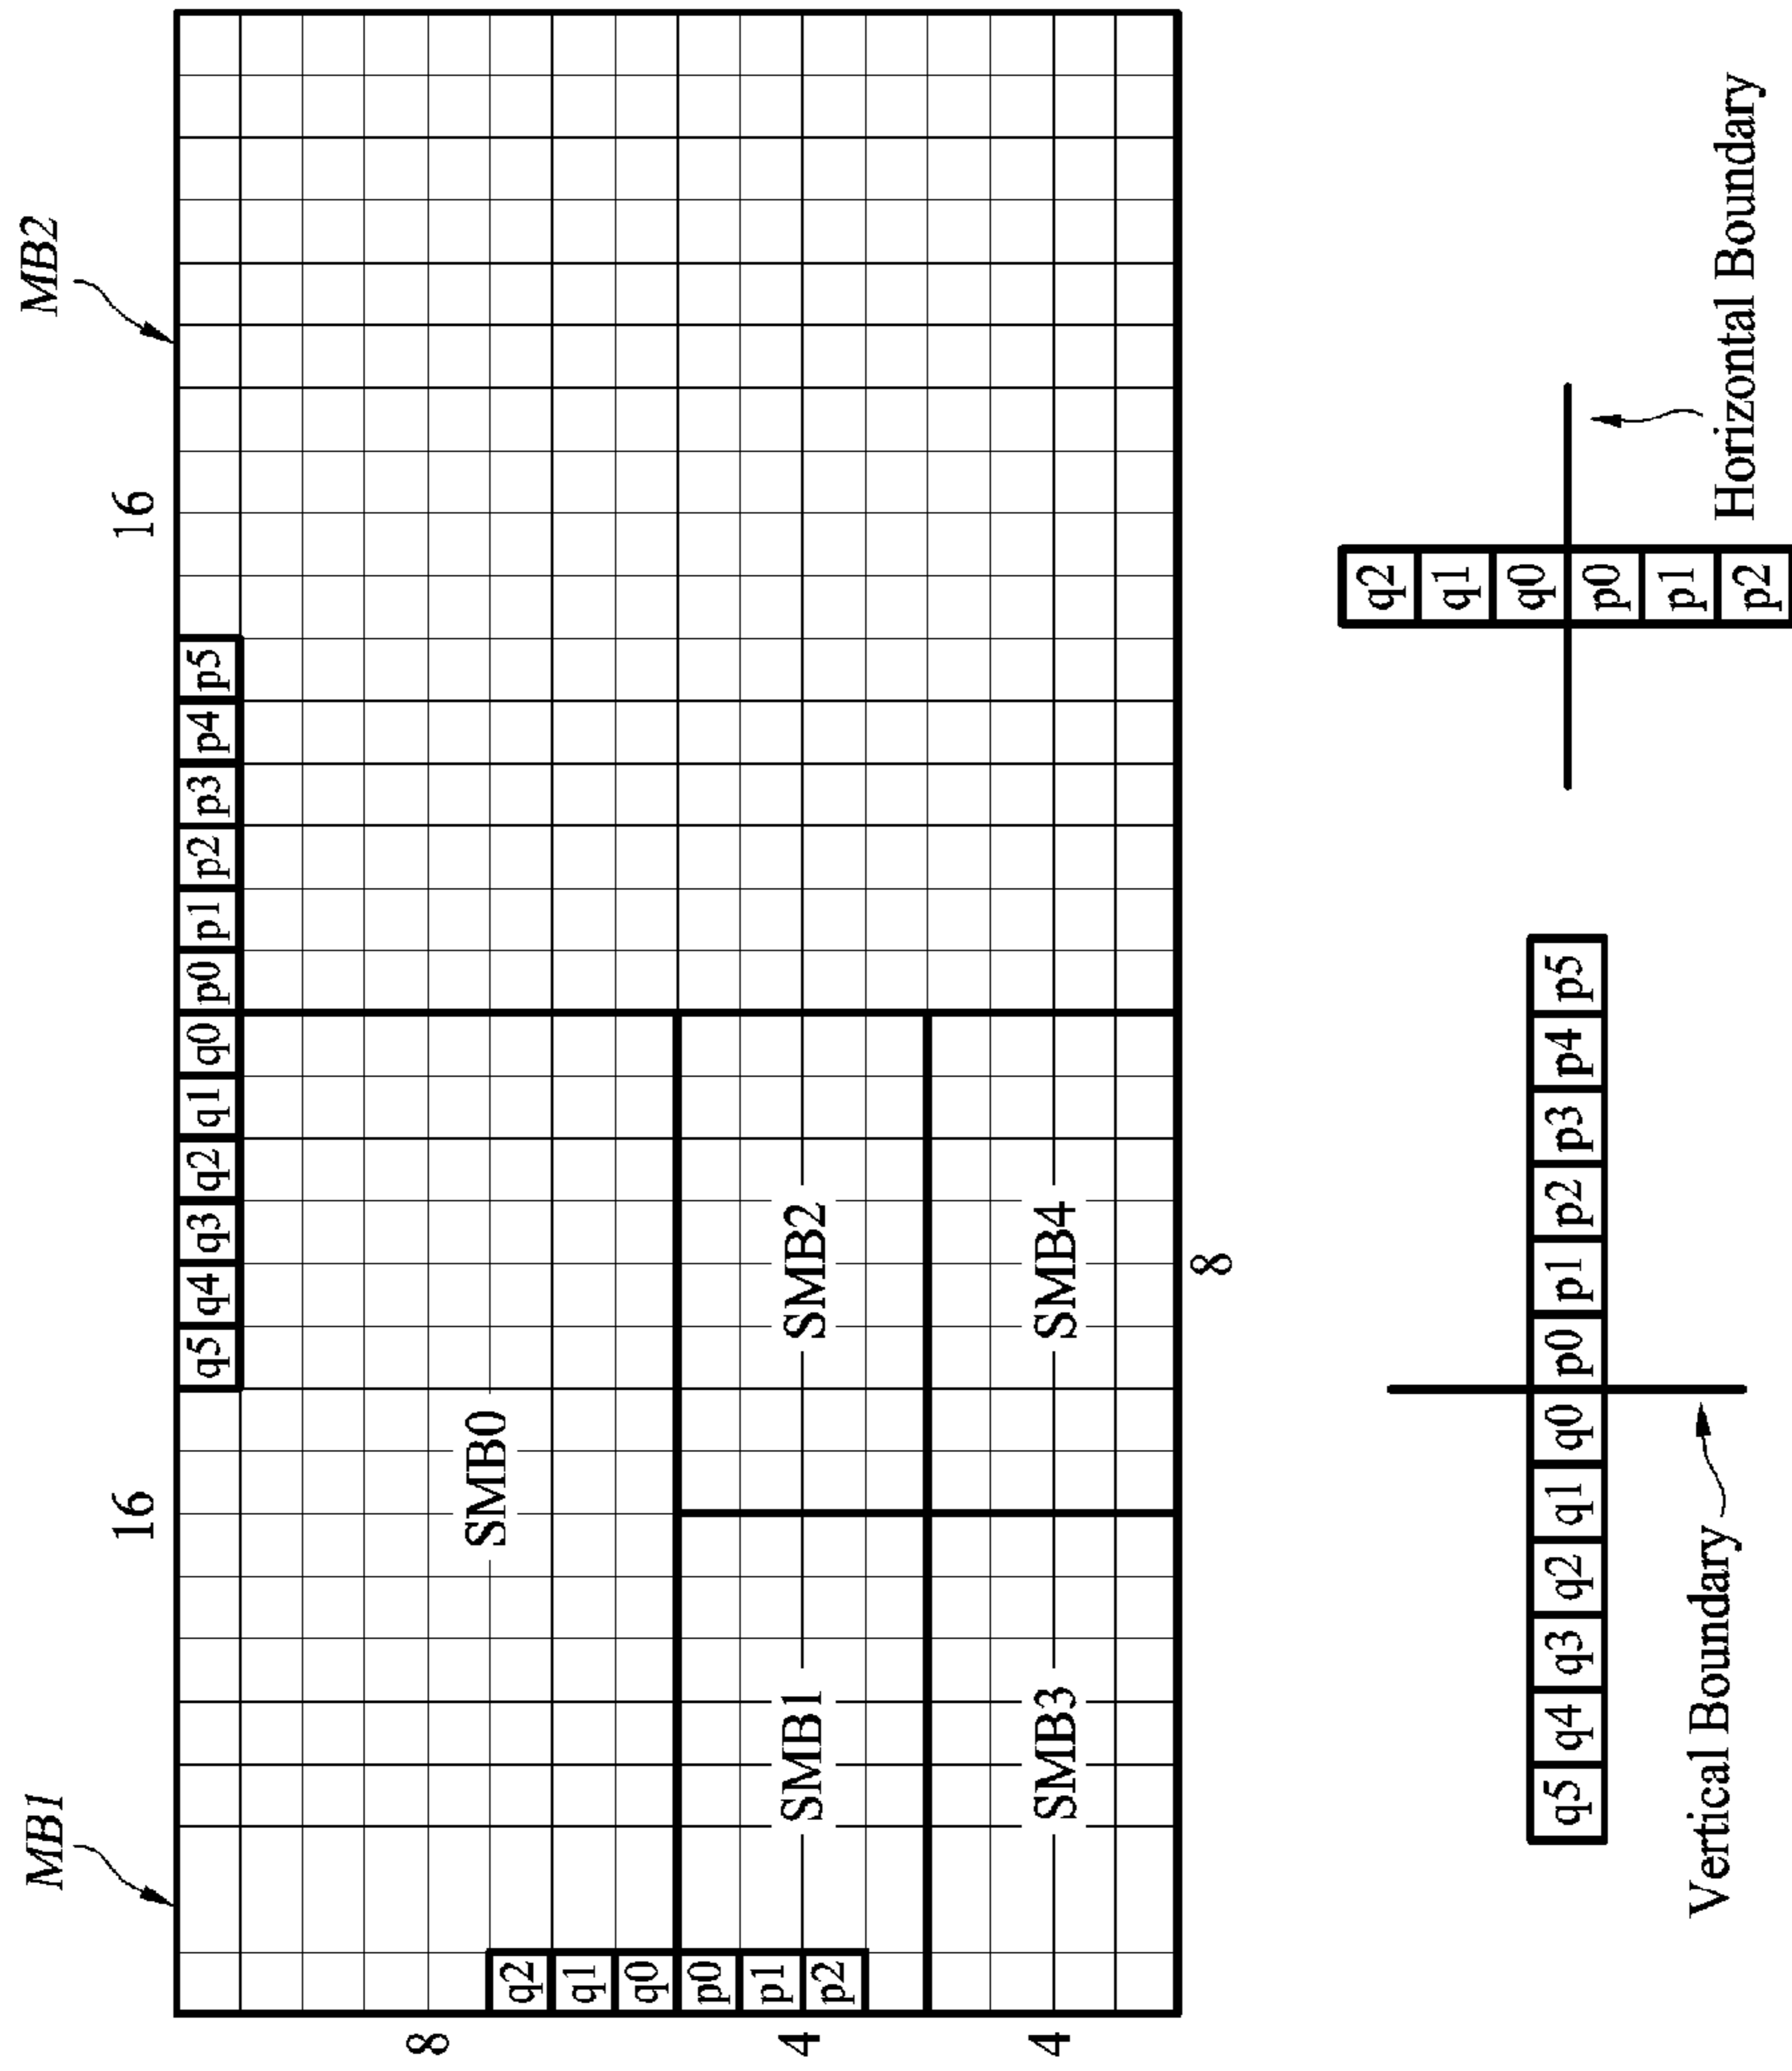 MB1
MB2
16
16
q5 q4 q3 q2 q1 q0 p0 p1 p2 p3 p4 p5
8
SMB0
q2
q1
q0
p0
p1
p2
4
SMB1
SMB2
4
SMB3
SMB4
8
q5 q4 q3 q2 q1 q0 p0 p1 p2 p3 p4 p5
Vertical Boundary
q2
q1
q0
p0
p1
p2
Horizontal Boundary